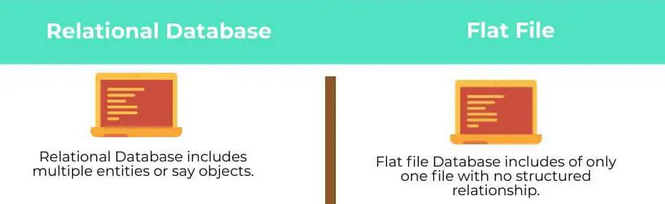 Relational Database
Flat File
Relational Database includes
multiple entities or say objects.
Flat file Database includes of only
one file with no structured
relationship.